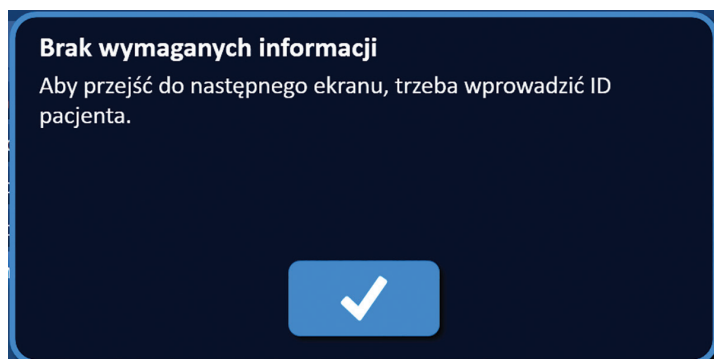 Brak wymaganych informacji
Aby przejść do następnego ekranu, trzeba wprowadzić ID
pacjenta.